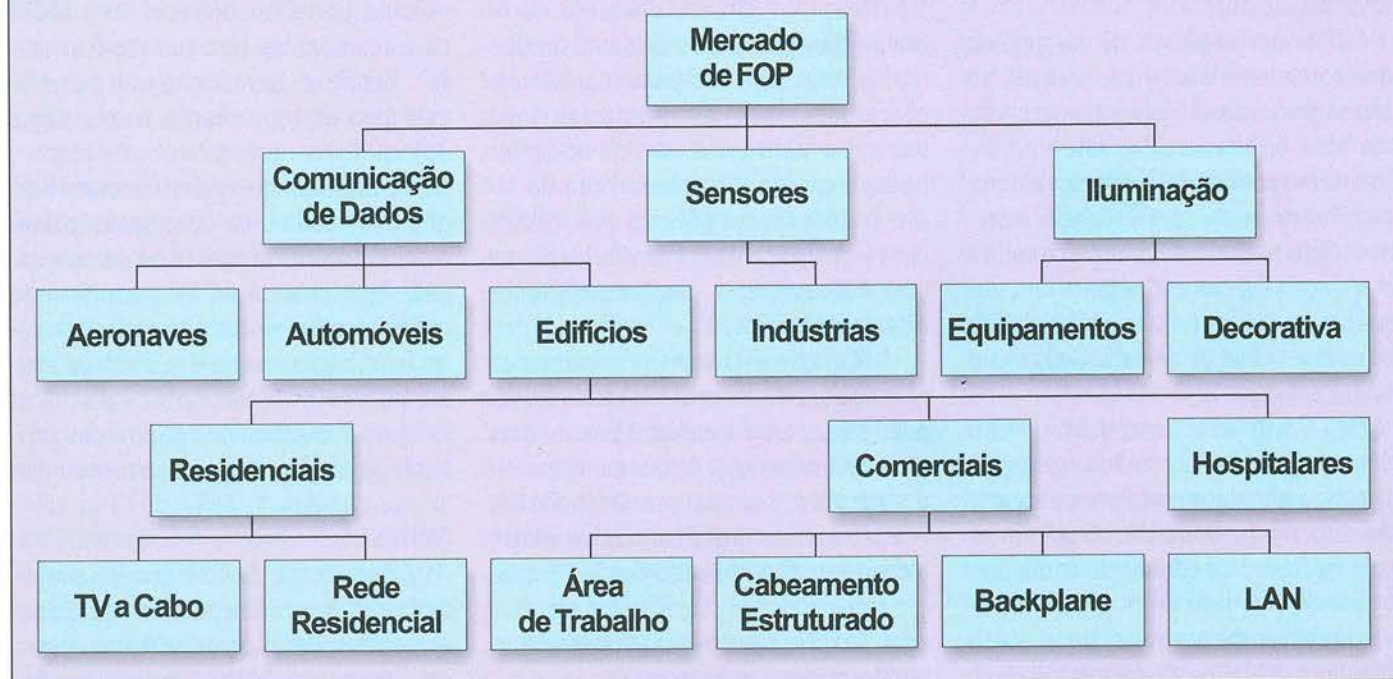 Mercado
de FOP
Comunicação
de Dados
Sensores
Iluminação
Aeronaves
Automóveis
Edifícios
Indústrias
Equipamentos
Decorativa
Residenciais
Comerciais
Hospitalares
TV a Cabo
Rede
Residencial
Área
de Trabalho
Cabeamento
Estruturado
Backplane
LAN